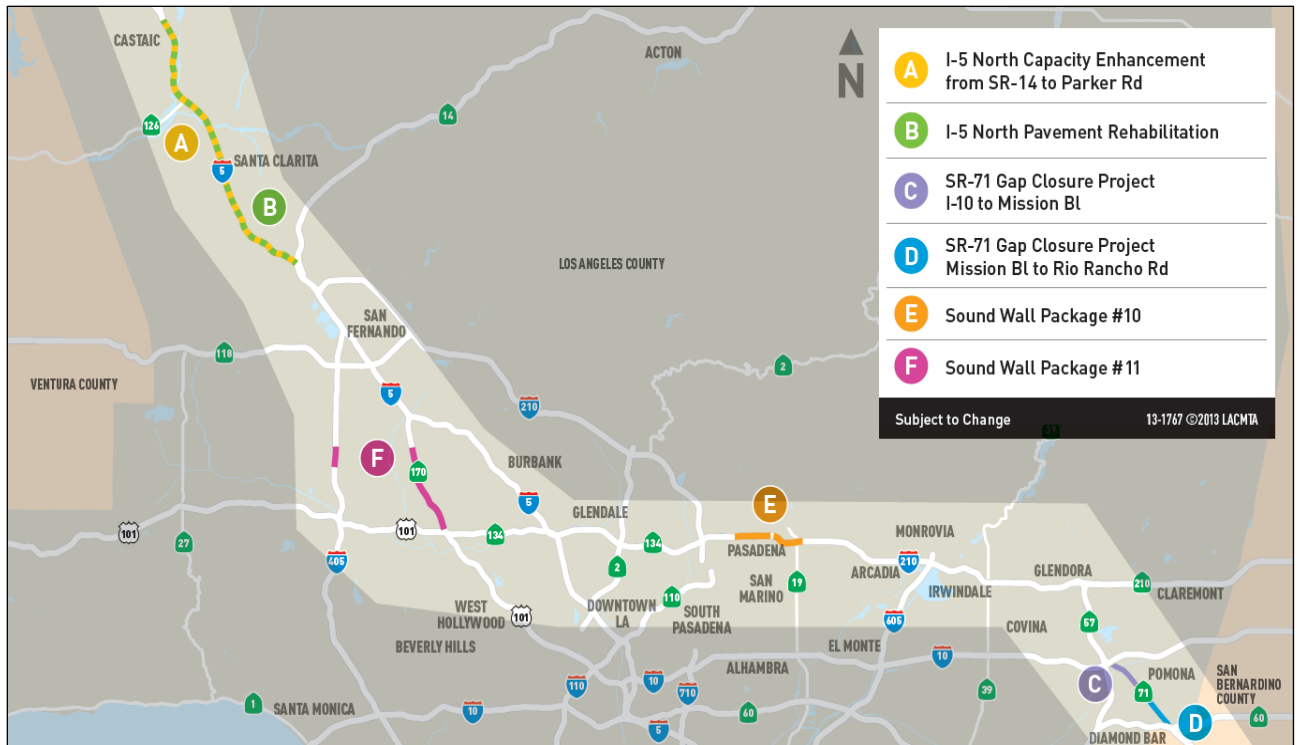 CASTAIC
ACTON
N
A I-5 North Capacity Enhancement
from SR-14 to Parker Rd
B I-5 North Pavement Rehabilitation
C SR-71 Gap Closure Project
I-10 to Mission Bl
D SR-71 Gap Closure Project
Mission Bl to Rio Rancho Rd
E Sound Wall Package #10
F Sound Wall Package #11
Subject to Change 13-1767 ©2013 LACMTA
14
126
A
5
SANTA CLARITA
B
LOS ANGELES COUNTY
SAN
FERNANDO
118
2
VENTURA COUNTY
5
210
39
F
170
BURBANK
5
E
101
27
101
134
GLENDALE
134
PASADENA
MONROVIA
405
2
210
ARCADIA
19
SAN
MARINO
IRWINDALE
GLENDORA
210
CLAREMONT
110
WEST
HOLLYWOOD
101
DOWNTOWN
LA
SOUTH
PASADENA
605
57
COVINA
BEVERLY HILLS
EL MONTE
10
ALHAMBRA
10
110
710
C
71
POMONA
SAN
BERNARDINO
COUNTY
39
1
SANTA MONICA
10
60
5
D
60
DIAMOND BAR